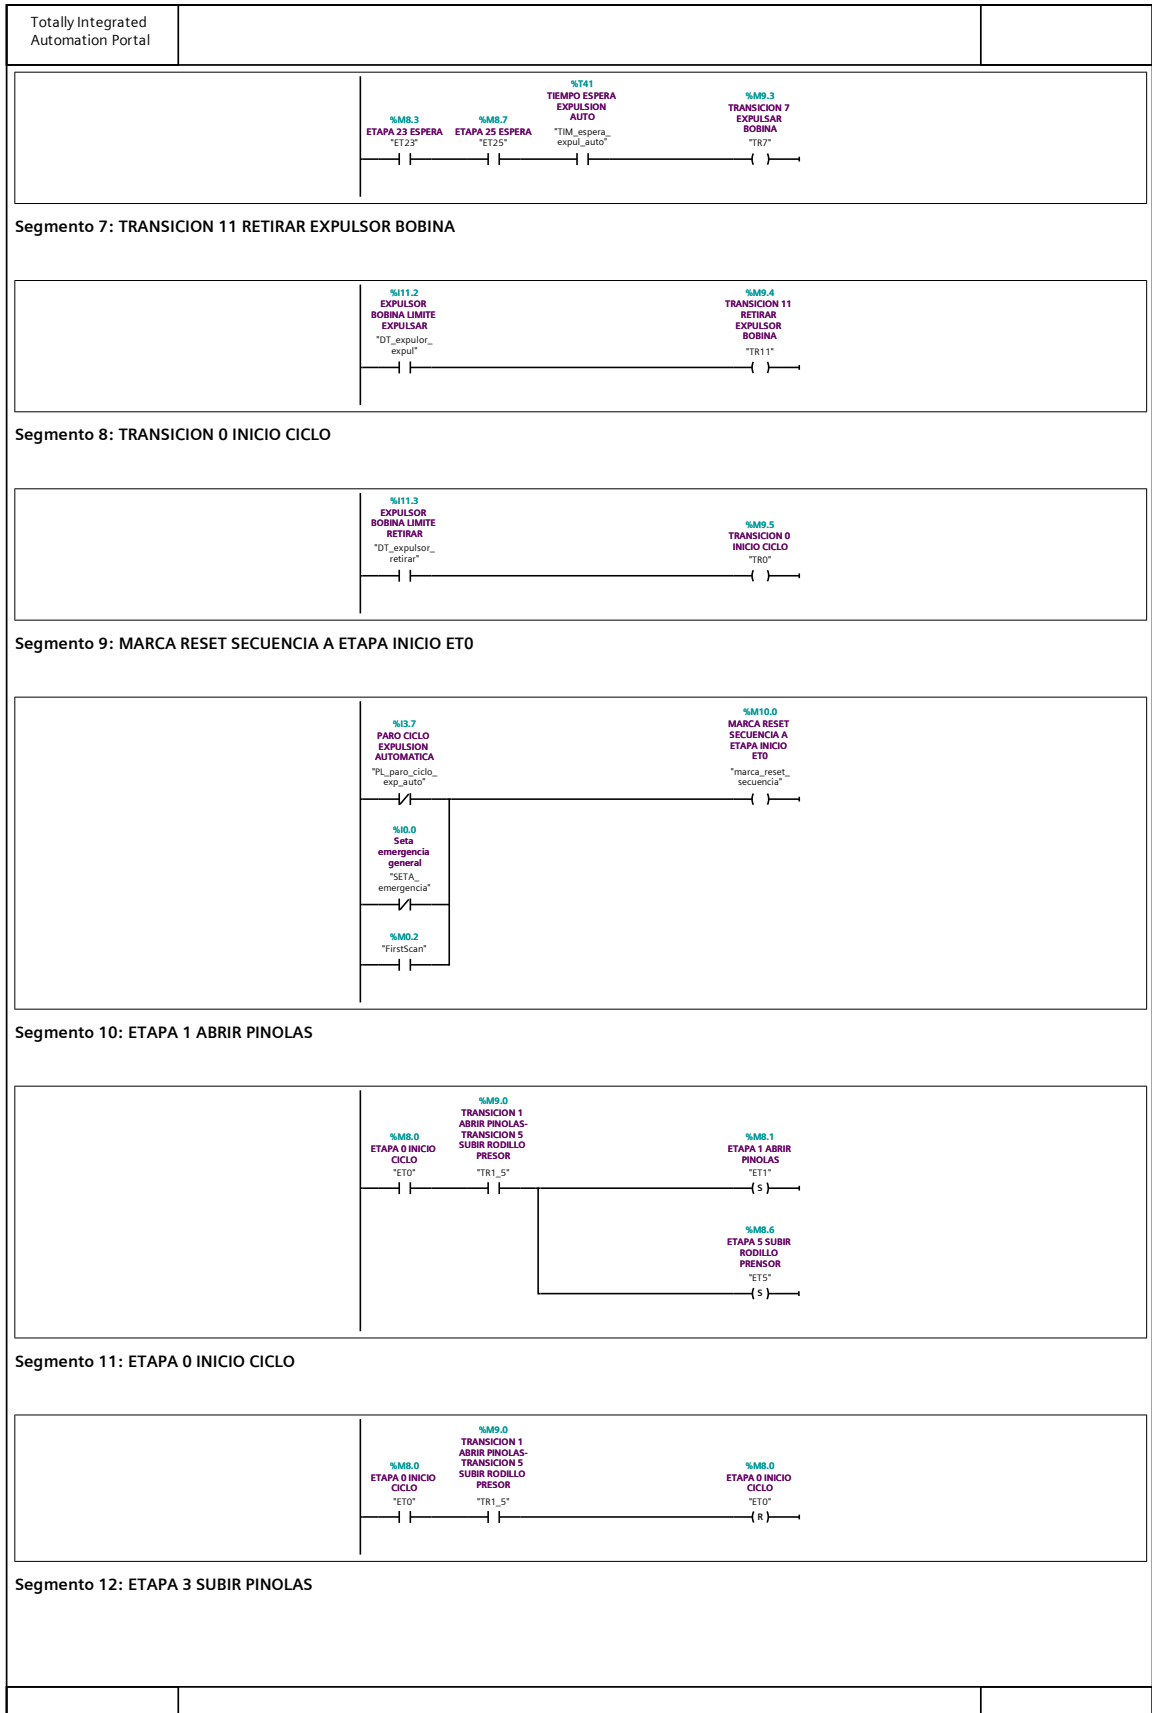 Totally Integrated
Automation Portal
%M8.3
ETAPA 23 ESPERA
"ET23"
%M8.7
ETAPA 25 ESPERA
"ET25"
%T41
TIEMPO ESPERA
EXPULSION
AUTO
"TIM_espera_
expul_auto"
%M9.3
TRANSICION 7
EXPULSAR
BOBINA
"TR7"
Segmento 7: TRANSICION 11 RETIRAR EXPULSOR BOBINA
%I11.2
EXPULSOR
BOBINA LIMITE
EXPULSAR
"DT_expulor_
expul"
%M9.4
TRANSICION 11
RETIRAR
EXPULSOR
BOBINA
"TR11"
Segmento 8: TRANSICION 0 INICIO CICLO
%I11.3
EXPULSOR
BOBINA LIMITE
RETIRAR
"DT_expulsor_
retirar"
%M9.5
TRANSICION 0
INICIO CICLO
"TR0"
Segmento 9: MARCA RESET SECUENCIA A ETAPA INICIO ET0
%I3.7
PARO CICLO
EXPULSION
AUTOMATICA
"PL_paro_ciclo_
exp_auto"
%M10.0
MARCA RESET
SECUENCIA A
ETAPA INICIO
ET0
"marca_reset_
secuencia"
%I0.0
Seta
emergencia
general
"SETA_
emergencia"
%M0.2
"FirstScan"
Segmento 10: ETAPA 1 ABRIR PINOLAS
%M8.0
ETAPA 0 INICIO
CICLO
"ET0"
%M9.0
TRANSICION 1
ABRIR PINOLAS-
TRANSICION 5
SUBIR RODILLO
PRESOR
"TR1_5"
%M8.1
ETAPA 1 ABRIR
PINOLAS
"ET1"
S
%M8.6
ETAPA 5 SUBIR
RODILLO
PRENSOR
"ET5"
S
Segmento 11: ETAPA 0 INICIO CICLO
%M8.0
ETAPA 0 INICIO
CICLO
"ET0"
%M9.0
TRANSICION 1
ABRIR PINOLAS-
TRANSICION 5
SUBIR RODILLO
PRESOR
"TR1_5"
%M8.0
ETAPA 0 INICIO
CICLO
"ET0"
R
Segmento 12: ETAPA 3 SUBIR PINOLAS